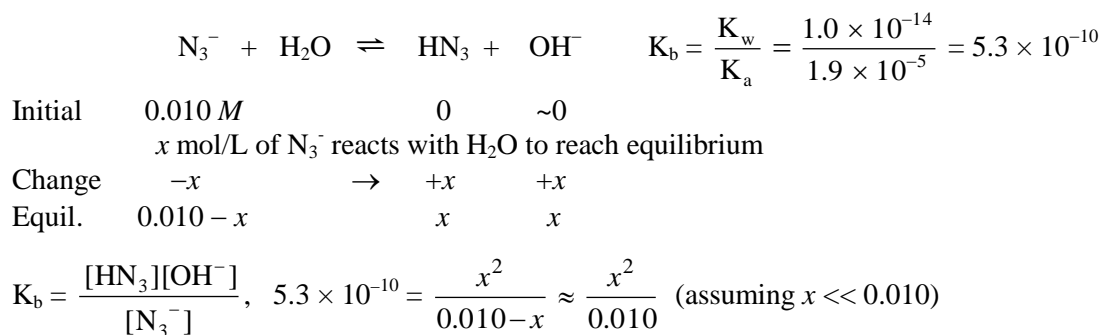 N₃⁻ + H₂O ⇌ HN₃ + OH⁻ K_b = K_w / K_a = 1.0 × 10⁻¹⁴ / 1.9 × 10⁻⁵ = 5.3 × 10⁻¹⁰
Initial 0.010 M 0 ~0
x mol/L of N₃⁻ reacts with H₂O to reach equilibrium
Change −x → +x +x
Equil. 0.010 − x x x
K_b = [HN₃][OH⁻] / [N₃⁻], 5.3 × 10⁻¹⁰ = x² / 0.010−x ≈ x² / 0.010 (assuming x << 0.010)